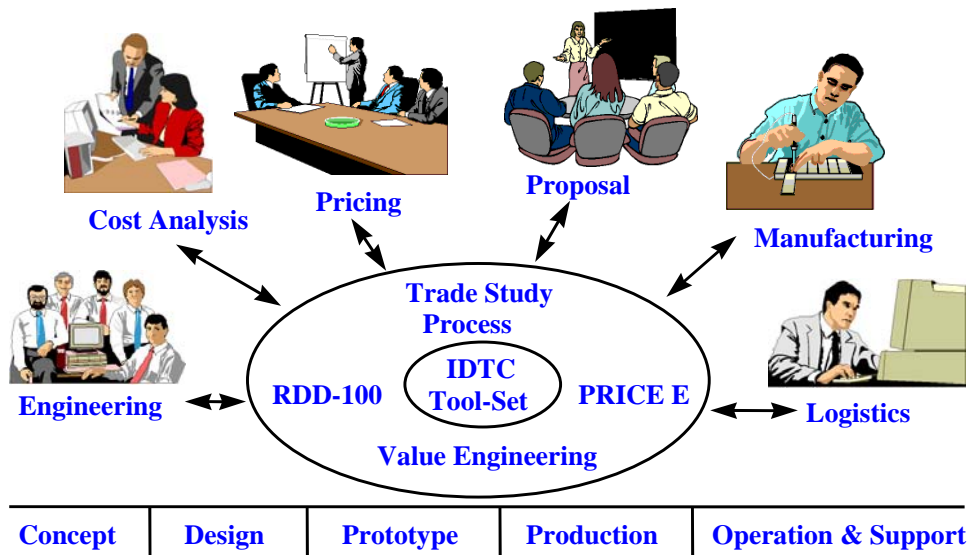 Cost Analysis
Pricing
Proposal
Manufacturing
Engineering
Trade Study
Process
RDD-100
IDTC
Tool-Set
PRICE E
Value Engineering
Logistics
Concept
Design
Prototype
Production
Operation & Support